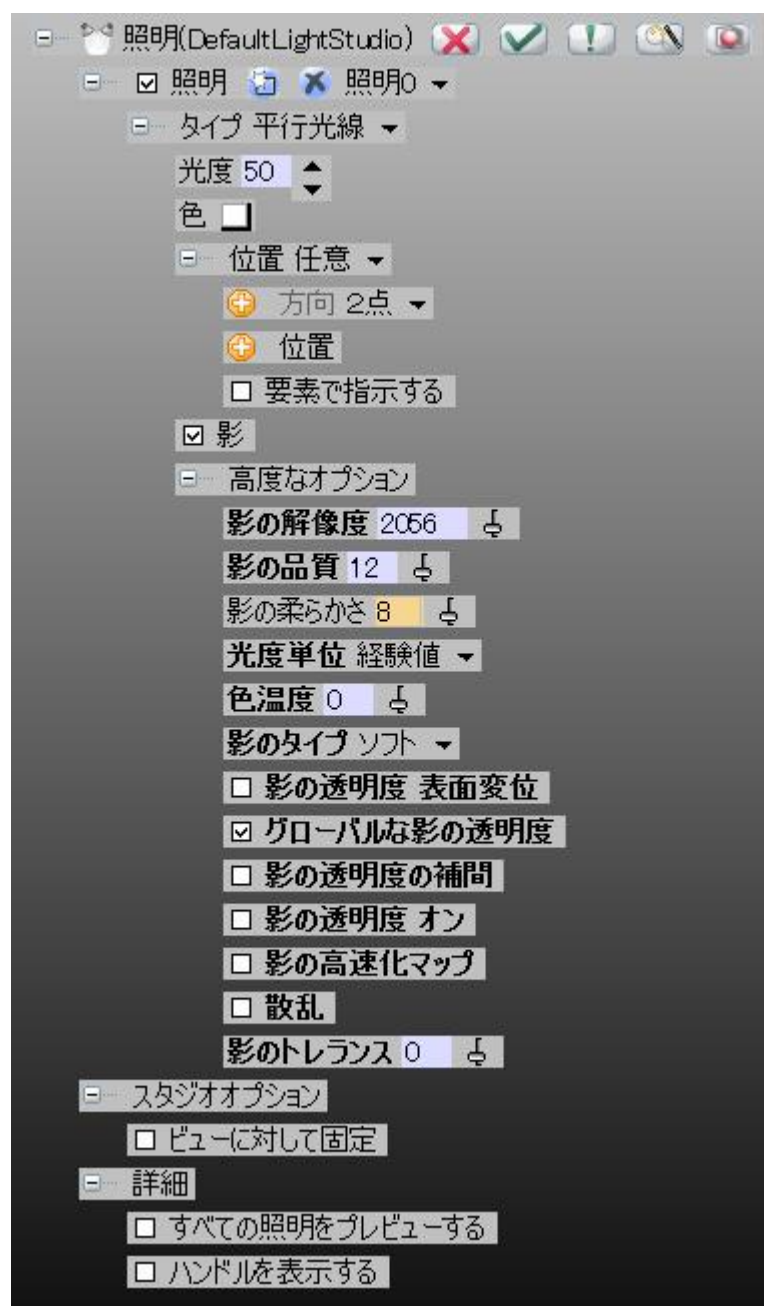 照明(DefaultLightStudio)
照明 照明0
タイプ 平行光線
光度 50
色
位置 任意
方向 2点
位置
要素で指示する
影
高度なオプション
影の解像度 2056
影の品質 12
影の柔らかさ 8
光度単位 経験値
色温度 0
影のタイプ ソフト
影の透明度 表面変位
グローバルな影の透明度
影の透明度の補間
影の透明度 オン
影の高速化マップ
散乱
影のトレランス 0
スタジオオプション
ビューに対して固定
詳細
すべての照明をプレビューする
ハンドルを表示する